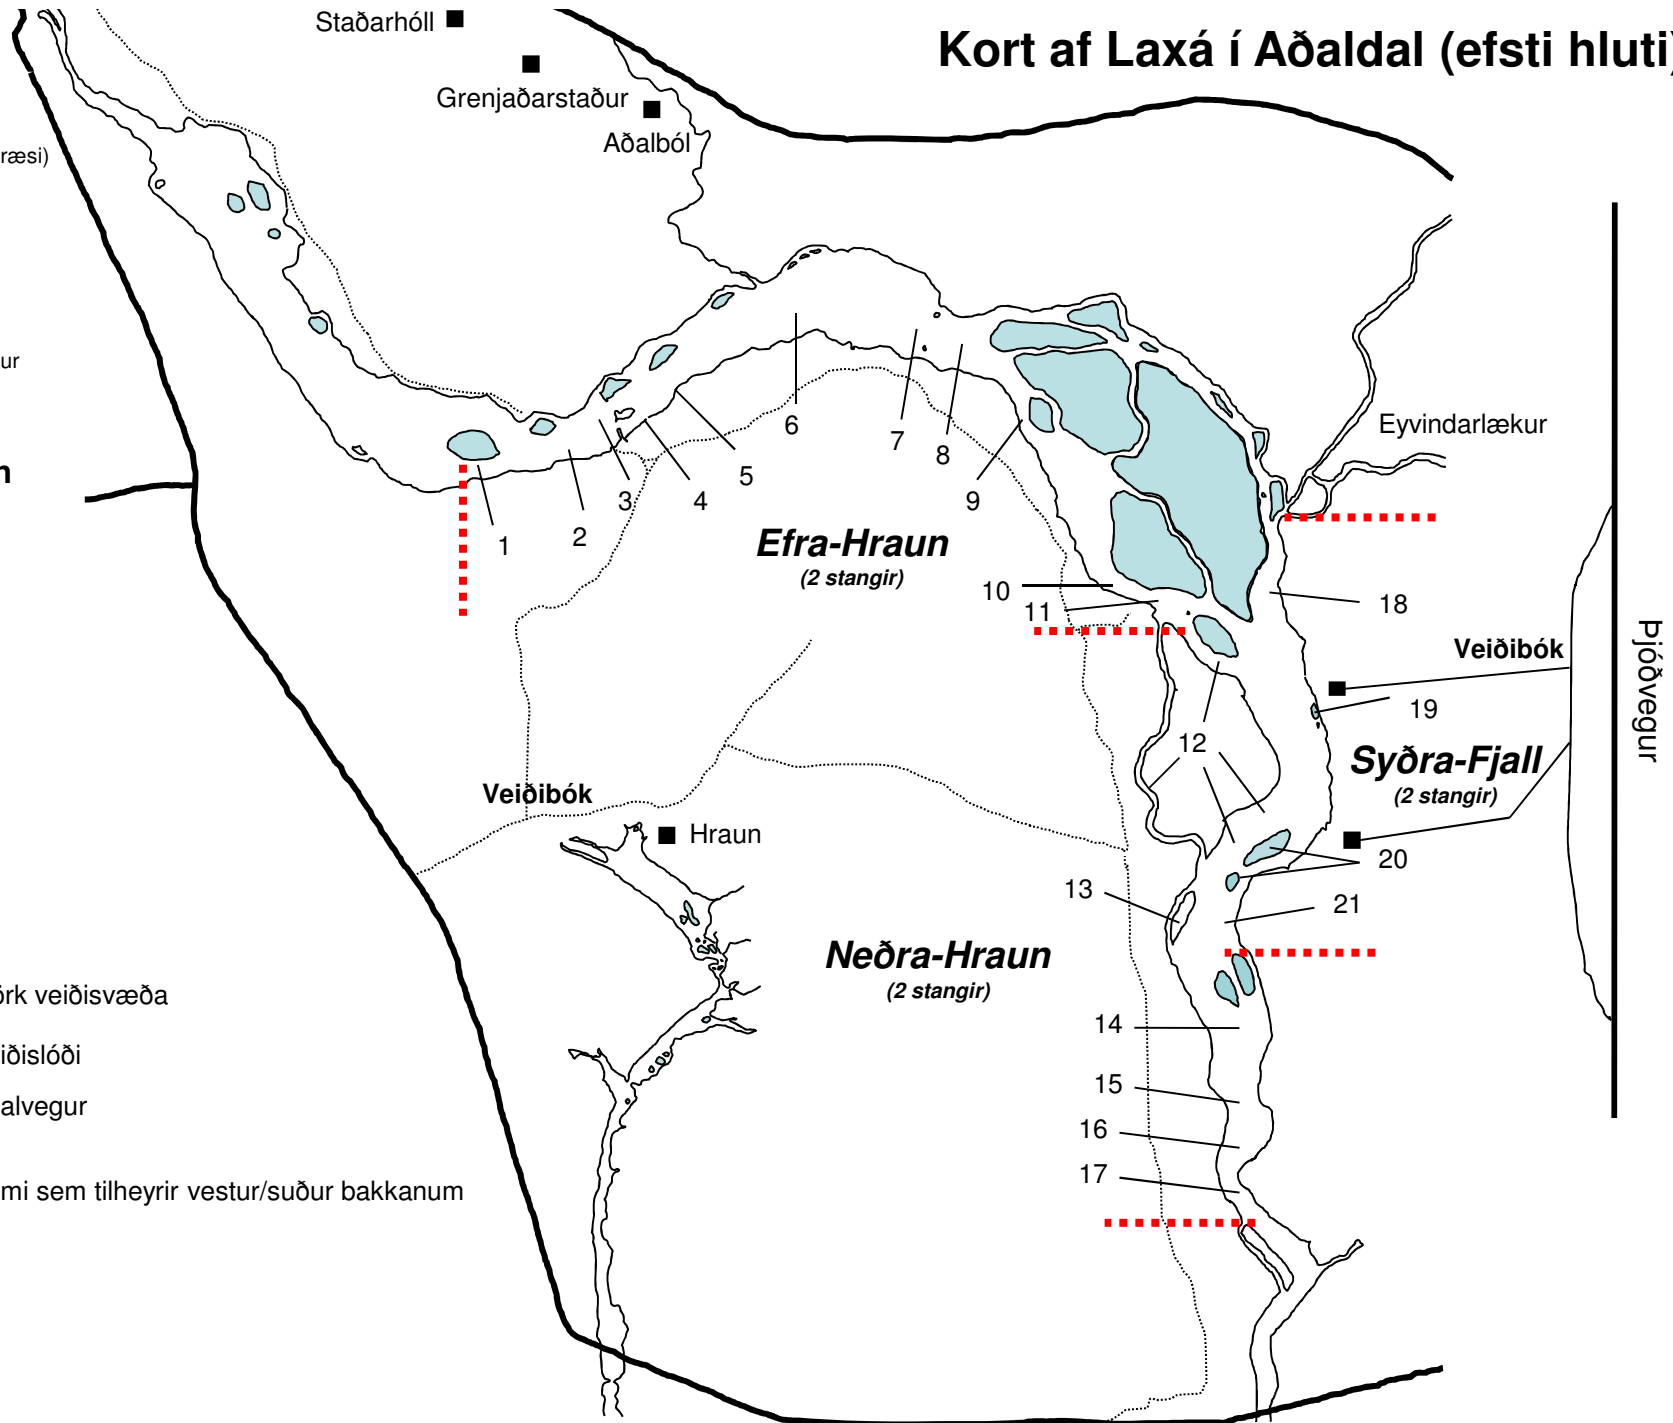 Kort af Laxá í Aðaldal (efsti hluti)
Staðarhóll
Grenjaðarstaður
Aðalból
ræsi)
ur
n
Eyvindarlækur
1
2
3
4
5
6
7
8
9
Efra-Hraun
(2 stangir)
10
11
18
Veiðibók
19
Þjóðvegur
12
Syðra-Fjall
(2 stangir)
Veiðibók
Hraun
20
13
21
Neðra-Hraun
(2 stangir)
örk veiðisvæða
14
iðislóði
15
alvegur
16
17
mi sem tilheyrir vestur/suður bakkanum